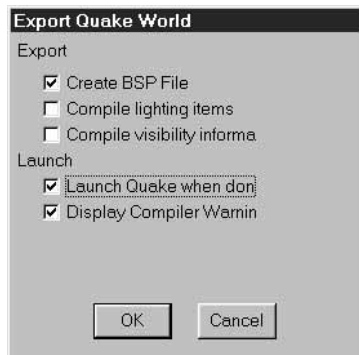 Export Quake World
Export
Create BSP File
Compile lighting items
Compile visibility informa
Launch
Launch Quake when don
Display Compiler Warnin
OK
Cancel